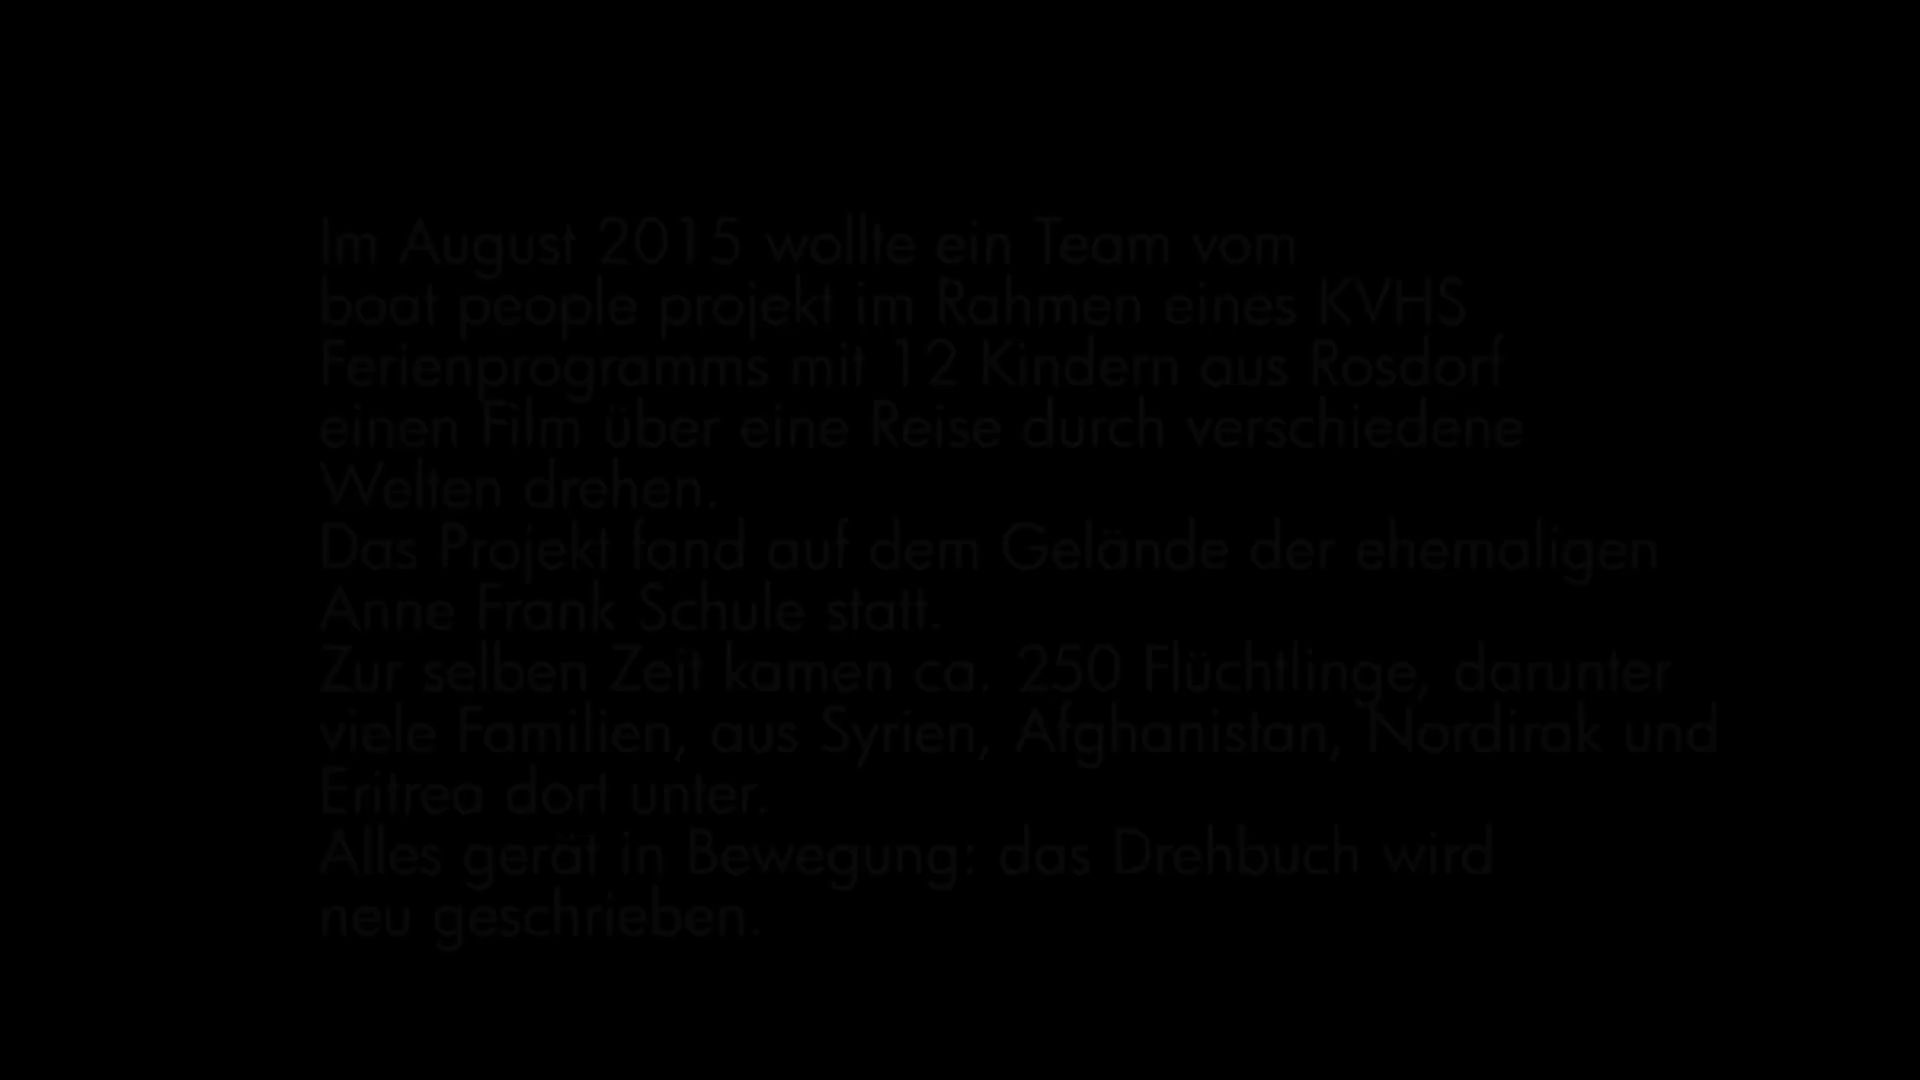 Im August 2015 wollte ein Team vom
boat people projekt im Rahmen eines KVHS
Ferienprogramms mit 12 Kindern aus Rosdorf
einen Film über eine Reise durch verschiedene
Welten drehen.
Das Projekt fand auf dem Gelände der ehemaligen
Anne Frank Schule statt.
Zur selben Zeit kamen ca. 250 Flüchtlinge, darunter
viele Familien, aus Syrien, Afghanistan, Nordirak und
Eritrea dort unter.
Alles gerät in Bewegung: das Drehbuch wird
neu geschrieben.